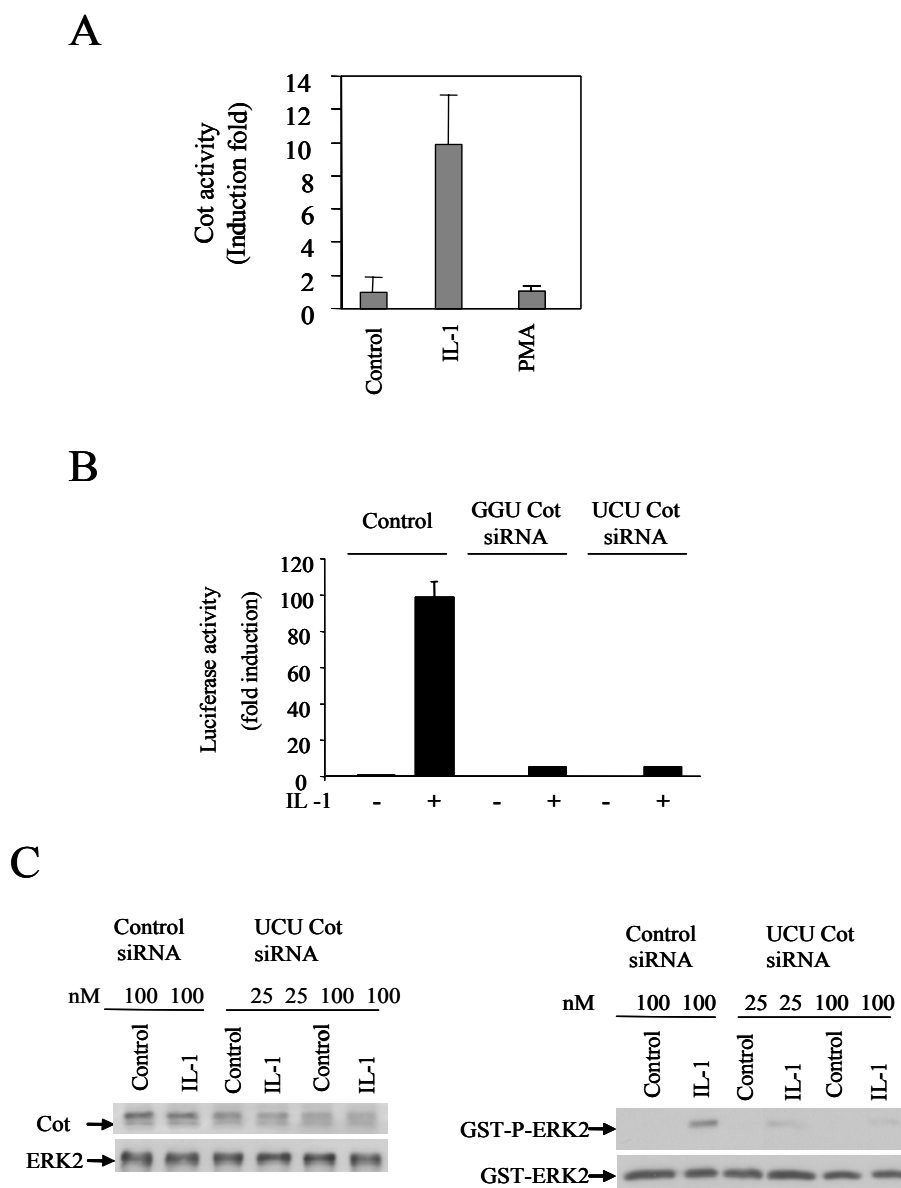 A
14
12
10
8
6
4
2
0
Cot activity
(Induction fold)
Control
IL-1
PMA
B
Control
GGU Cot
siRNA
UCU Cot
siRNA
120
100
80
60
40
20
0
Luciferase activity
(fold induction)
IL -1 - + - + - +
C
Control
siRNA
UCU Cot
siRNA
nM 100 100 25 25 100 100
Control IL-1 Control IL-1 Control IL-1
Cot
ERK2
Control
siRNA
UCU Cot
siRNA
nM 100 100 25 25 100 100
Control IL-1 Control IL-1 Control IL-1
GST-P-ERK2
GST-ERK2